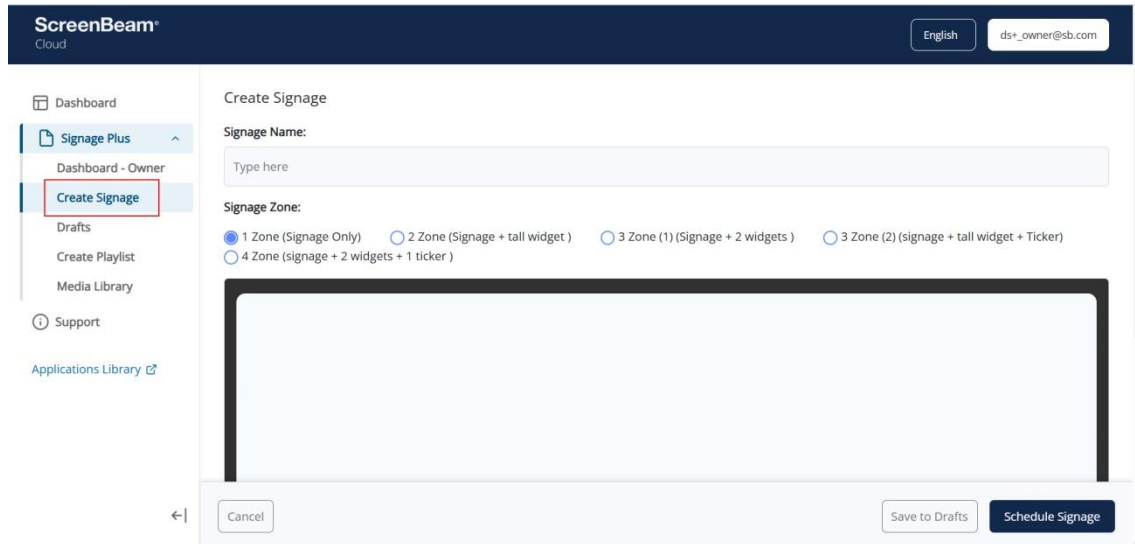 ScreenBeam®
Cloud
English
ds+_owner@sb.com
Dashboard
Signage Plus
Dashboard - Owner
Create Signage
Drafts
Create Playlist
Media Library
Support
Applications Library
Create Signage
Signage Name:
Type here
Signage Zone:
1 Zone (Signage Only) 2 Zone (Signage + tall widget ) 3 Zone (1) (Signage + 2 widgets ) 3 Zone (2) (signage + tall widget + Ticker)
4 Zone (signage + 2 widgets + 1 ticker )
Cancel
Save to Drafts
Schedule Signage